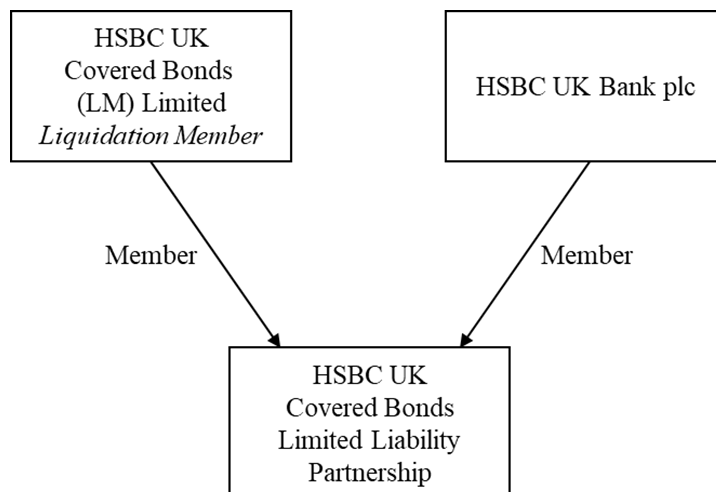 HSBC UK
Covered Bonds
(LM) Limited
Liquidation Member
HSBC UK Bank plc
Member
Member
HSBC UK
Covered Bonds
Limited Liability
Partnership